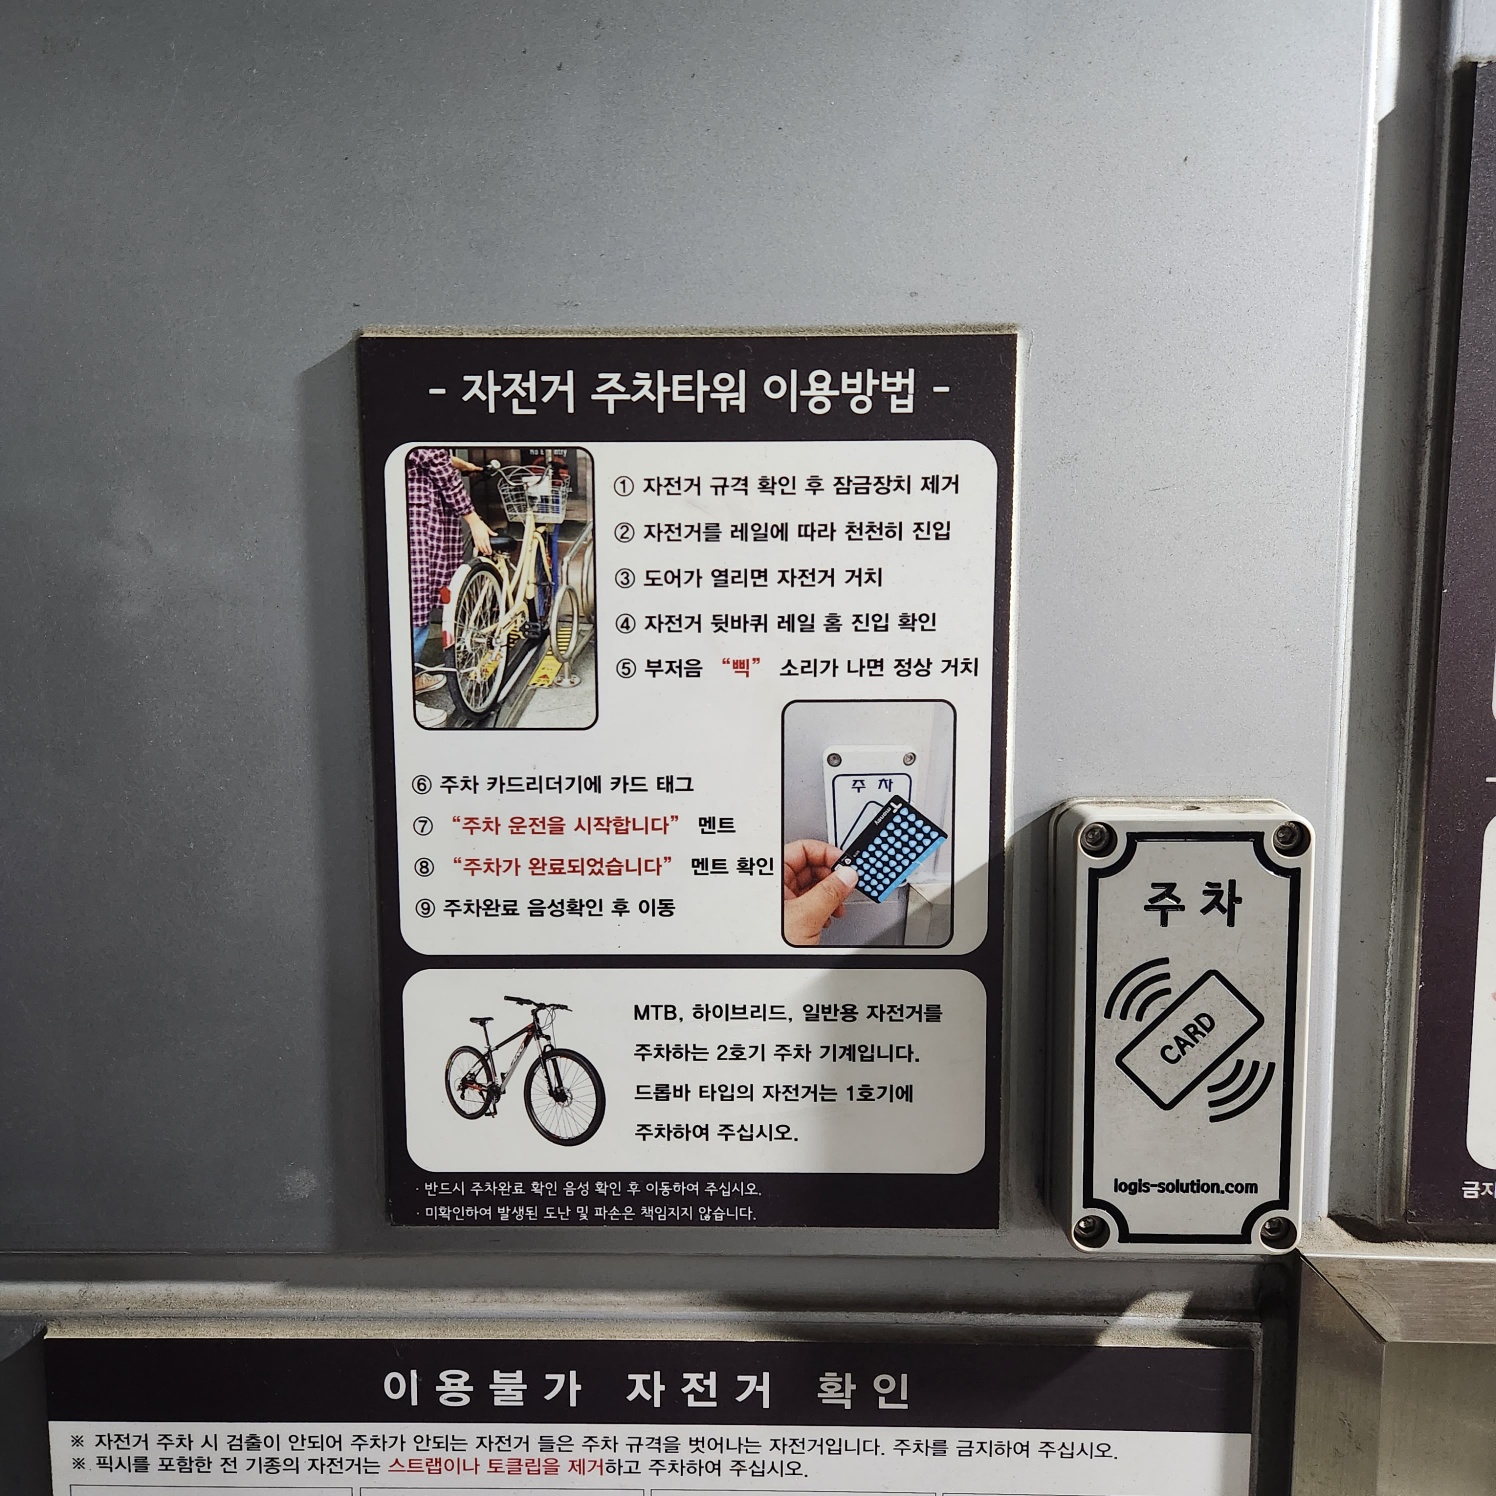 - 자전거 주차타워 이용방법 -
① 자전거 규격 확인 후 잠금장치 제거
② 자전거를 레일에 따라 천천히 진입
③ 도어가 열리면 자전거 거치
④ 자전거 뒷바퀴 레일 홈 진입 확인
⑤ 부저음 “삑” 소리가 나면 정상 거치
⑥ 주차 카드리더기에 카드 태그
⑦ “주차 운전을 시작합니다” 멘트
⑧ “주차가 완료되었습니다” 멘트 확인
⑨ 주차완료 음성확인 후 이동
주 차
MTB, 하이브리드, 일반용 자전거를
주차하는 2호기 주차 기계입니다.
드롭바 타입의 자전거는 1호기에
주차하여 주십시오.
· 반드시 주차완료 확인 음성 확인 후 이동하여 주십시오.
· 미확인하여 발생된 도난 및 파손은 책임지지 않습니다.
주 차
CARD
logis-solution.com
이용불가 자전거 확인
※ 자전거 주차 시 검출이 안되어 주차가 안되는 자전거 들은 주차 규격을 벗어나는 자전거입니다. 주차를 금지하여 주십시오.
※ 픽시를 포함한 전 기종의 자전거는 스트랩이나 토클립을 제거하고 주차하여 주십시오.